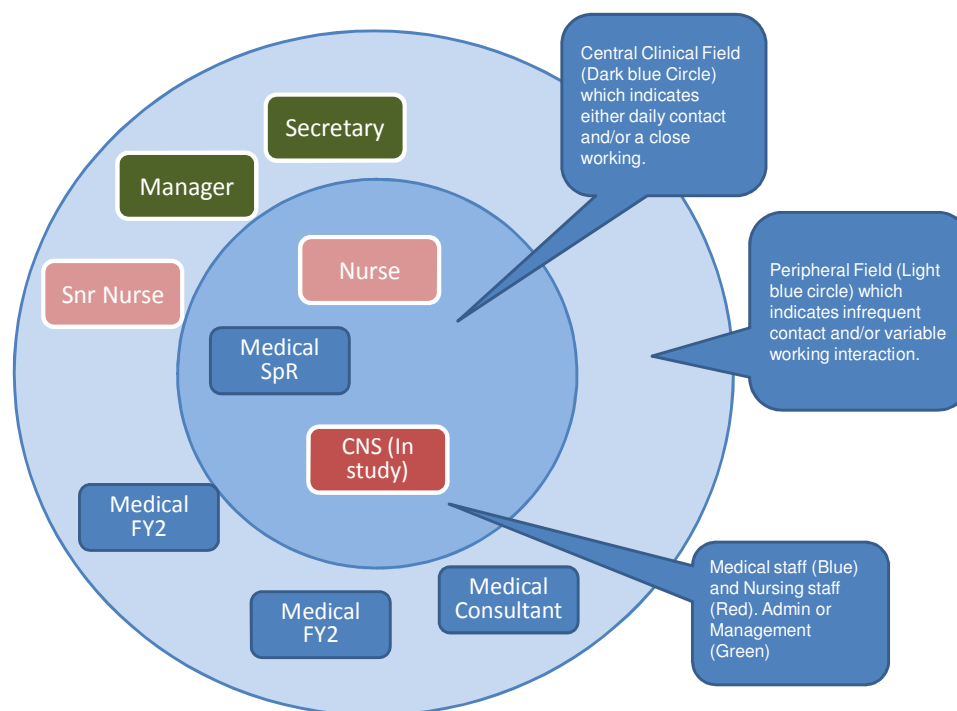 Central Clinical Field
(Dark blue Circle)
which indicates
either daily contact
and/or a close
working.
Secretary
Manager
Nurse
Snr Nurse
Peripheral Field (Light
blue circle) which
indicates infrequent
contact and/or variable
working interaction.
Medical
SpR
CNS (In
study)
Medical
FY2
Medical
FY2
Medical
Consultant
Medical staff (Blue)
and Nursing staff
(Red). Admin or
Management
(Green)